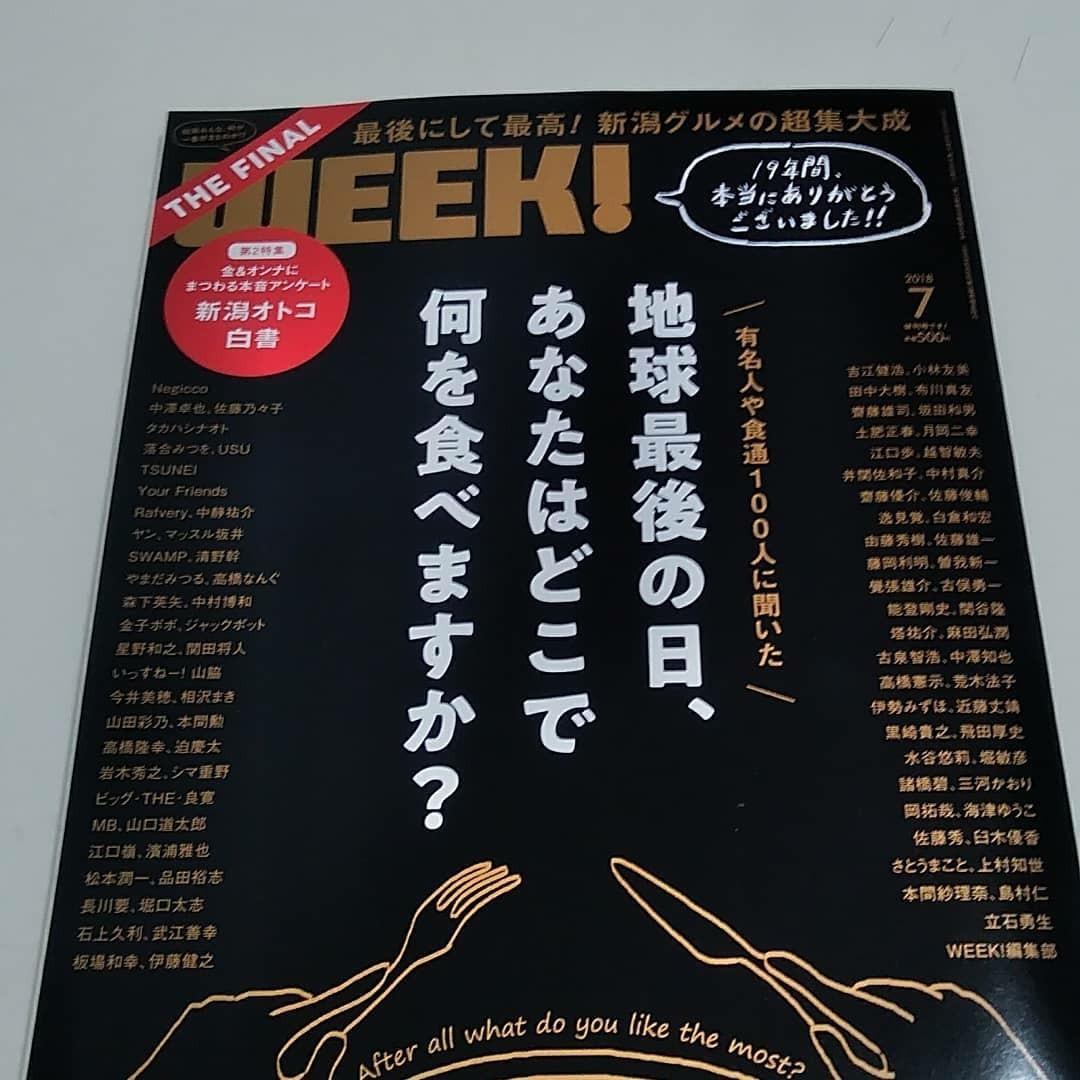 最後にして最高！新潟グルメの超集大成
THE FINAL
WEEK!
19年間、
本当にありがとう
ございました!!
第2特集
金&オンナに
まつわる本音アンケート
新潟オトコ
白書
2018
7
500円
有名人や食通100人に聞いた
地球最後の日、
あなたはどこで
何を食べますか？
Negicco
中澤卓也、佐藤乃々子
タカハシナオト
落合みつを、USU
TSUNEI
Your Friends
Rafvery、中静祐介
ヤン、マッスル坂井
SWAMP、清野幹
やまだみつる、高橋なんぐ
森下英矢、中村博和
金子ボボ、ジャックポット
星野和之、関田将人
いっすねー！山脇
今井美穂、相沢まき
山田彩乃、本間勲
高橋隆幸、迫慶太
岩木秀之、シマ重野
ビッグ・THE・良寛
MB、山口道太郎
江口嶺、濱浦雅也
松本潤一、品田裕志
長川要、堀口太志
石上久利、武江善幸
板場和幸、伊藤健之
吉江健浩、小林友美
田中大樹、布川真友
齋藤雄司、坂田和男
土肥正春、月岡二幸
江口歩、越智敏夫
井関佐和子、中村真介
齋藤優介、佐藤俊輔
逸見覚、白倉和宏
由藤秀樹、佐藤雄一
藤岡利明、曽我新一
覺張雄介、古俣勇一
能登剛史、関谷隆
塔祐介、麻田弘潤
古泉智浩、中澤知也
高橋憲示、荒木法子
伊勢みずほ、近藤丈靖
黒崎貴之、飛田厚史
水谷悠莉、堀敏彦
諸橋碧、三河かおり
岡拓哉、海津ゆうこ
佐藤秀、臼木優香
さとうまこと、上村知世
本間紗理奈、島村仁
立石勇生
WEEK!編集部
After all what do you like the most?